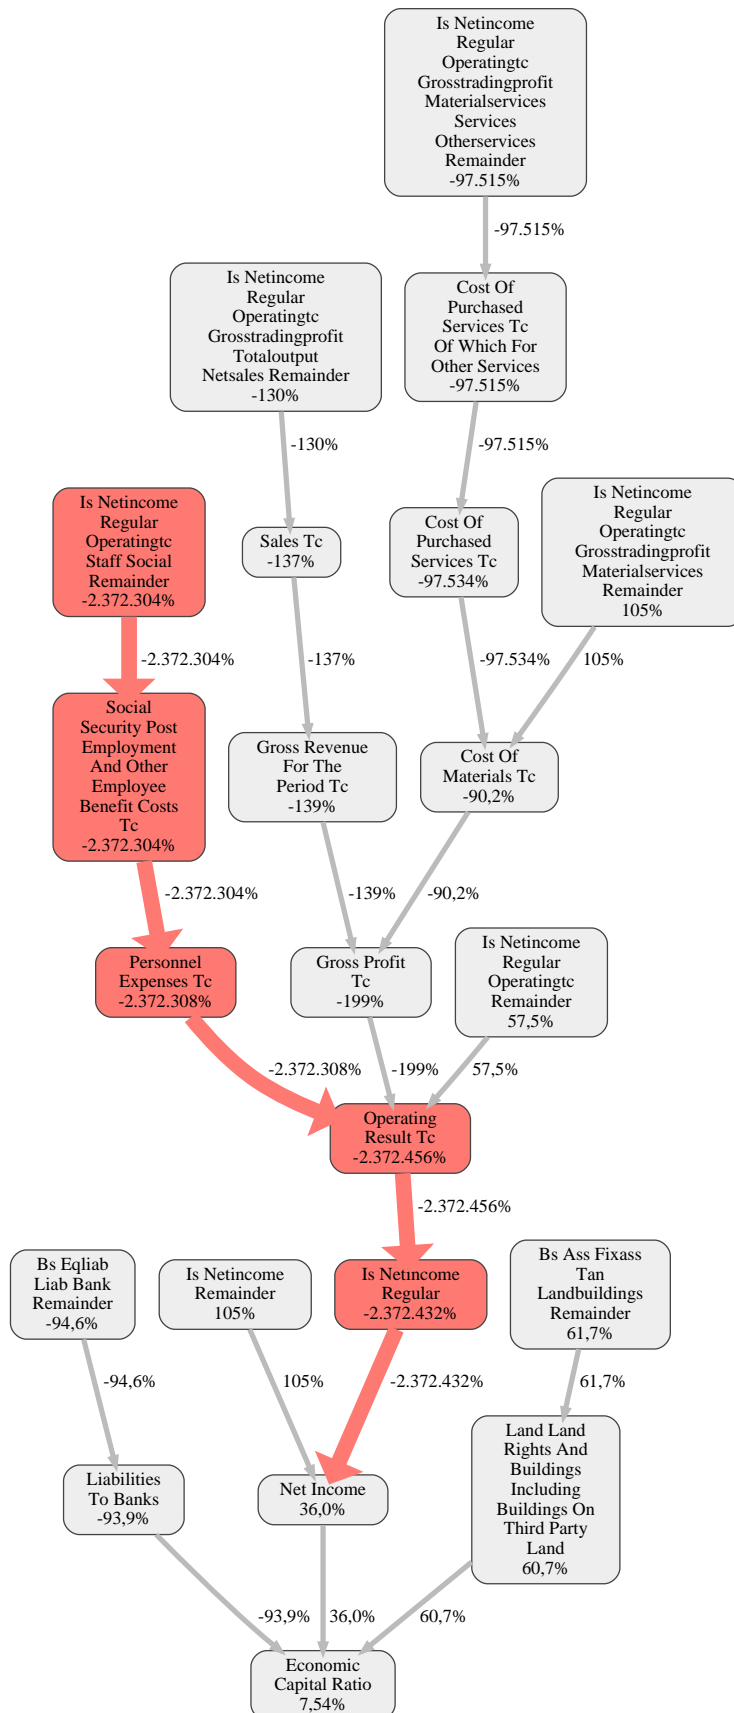 Is Netincome
Regular
Operatingtc
Grosstradingprofit
Materialservices
Services
Otherservices
Remainder
-97.515%
-97.515%
Is Netincome
Regular
Operatingtc
Grosstradingprofit
Totaloutput
Netsales Remainder
-130%
Cost Of
Purchased
Services Tc
Of Which For
Other Services
-97.515%
-130%
-97.515%
Is Netincome
Regular
Operatingtc
Staff Social
Remainder
-2.372.304%
Sales Tc
-137%
Cost Of
Purchased
Services Tc
-97.534%
Is Netincome
Regular
Operatingtc
Grosstradingprofit
Materialservices
Remainder
105%
-2.372.304%
-137%
-97.534%
105%
Social
Security Post
Employment
And Other
Employee
Benefit Costs
Tc
-2.372.304%
Gross Revenue
For The
Period Tc
-139%
Cost Of
Materials Tc
-90,2%
-2.372.304%
-139%
-90,2%
Personnel
Expenses Tc
-2.372.308%
Gross Profit
Tc
-199%
Is Netincome
Regular
Operatingtc
Remainder
57,5%
-2.372.308%
-199%
57,5%
Operating
Result Tc
-2.372.456%
-2.372.456%
Bs Eqliab
Liab Bank
Remainder
-94,6%
Is Netincome
Remainder
105%
Is Netincome
Regular
-2.372.432%
Bs Ass Fixass
Tan
Landbuildings
Remainder
61,7%
-94,6%
105%
-2.372.432%
61,7%
Liabilities
To Banks
-93,9%
Net Income
36,0%
Land Land
Rights And
Buildings
Including
Buildings On
Third Party
Land
60,7%
-93,9%
36,0%
60,7%
Economic
Capital Ratio
7,54%